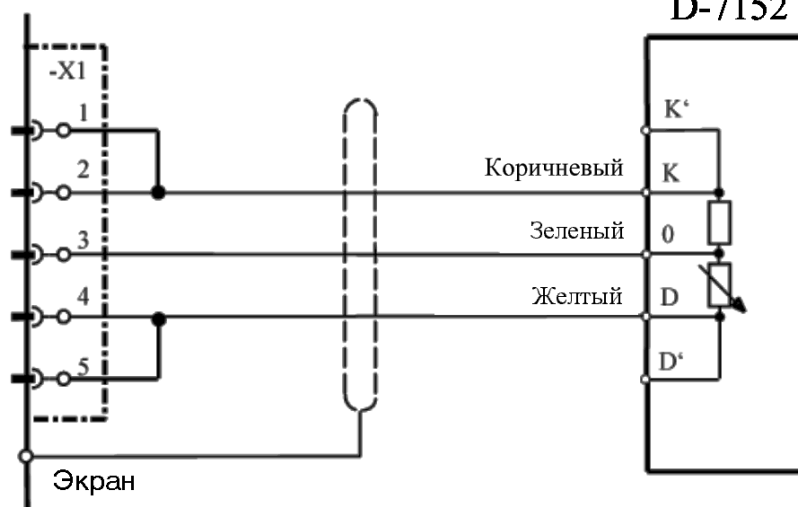 D-7152
-X1
1
K‘
2
Коричневый
K
3
Зеленый
0
4
Желтый
D
5
D‘
Экран